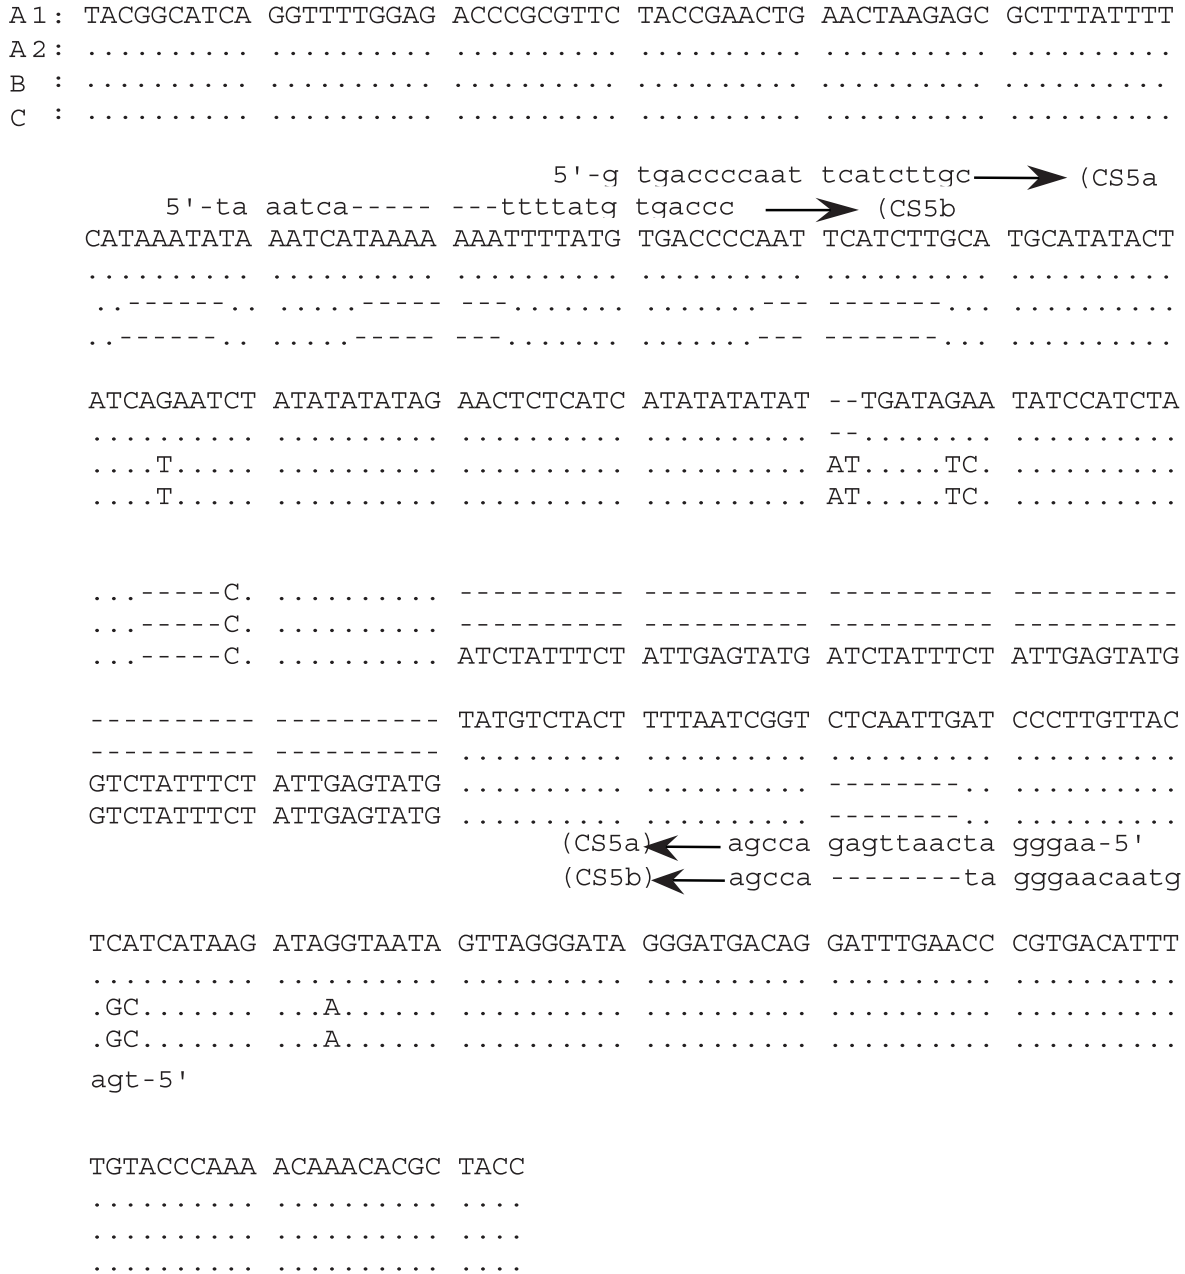 A1: TACGGCATCA GGTTTTGGAG ACCCGCGTTC TACCGAACTG AACTAAGAGC GCTTTATTTT
A2: .......... .......... .......... .......... .......... ..........
B : .......... .......... .......... .......... .......... ..........
C : .......... .......... .......... .......... .......... ..........
5'-g tgaccccaat tcatcttgc (CS5a
5'-ta aatca----- ---ttttatg tgaccc (CS5b
CATAAATATA AATCATAAAA AAATTTTATG TGACCCCAAT TCATCTTGCA TGCATATACT
.......... .......... .......... .......... .......... ..........
..------.. .....----- ---....... .......--- -------... ..........
..------.. .....----- ---....... .......--- -------... ..........
ATCAGAATCT ATATATATAG AACTCTCATC ATATATATAT --TGATAGAA TATCCATCTA
.......... .......... .......... .......... --........ ..........
....T..... .......... .......... .......... AT.....TC. ..........
....T..... .......... .......... .......... AT.....TC. ..........
...-----C. .......... ---------- ---------- ---------- ----------
...-----C. .......... ---------- ---------- ---------- ----------
...-----C. .......... ATCTATTTCT ATTGAGTATG ATCTATTTCT ATTGAGTATG
---------- ---------- TATGTCTACT TTTAATCGGT CTCAATTGAT CCCTTGTTAC
---------- ---------- .......... .......... .......... ..........
GTCTATTTCT ATTGAGTATG .......... .......... --------.. ..........
GTCTATTTCT ATTGAGTATG .......... .......... --------.. ..........
(CS5a) agcca gagttaacta gggaa-5'
(CS5b) agcca --------ta gggaacaatg
TCATCATAAG ATAGGTAATA GTTAGGGATA GGGATGACAG GATTTGAACC CGTGACATTT
.......... .......... .......... .......... .......... ..........
.GC....... ...A...... .......... .......... .......... ..........
.GC....... ...A...... .......... .......... .......... ..........
agt-5'
TGTACCCAAA ACAAACACGC TACC
.......... .......... ....
.......... .......... ....
.......... .......... ....